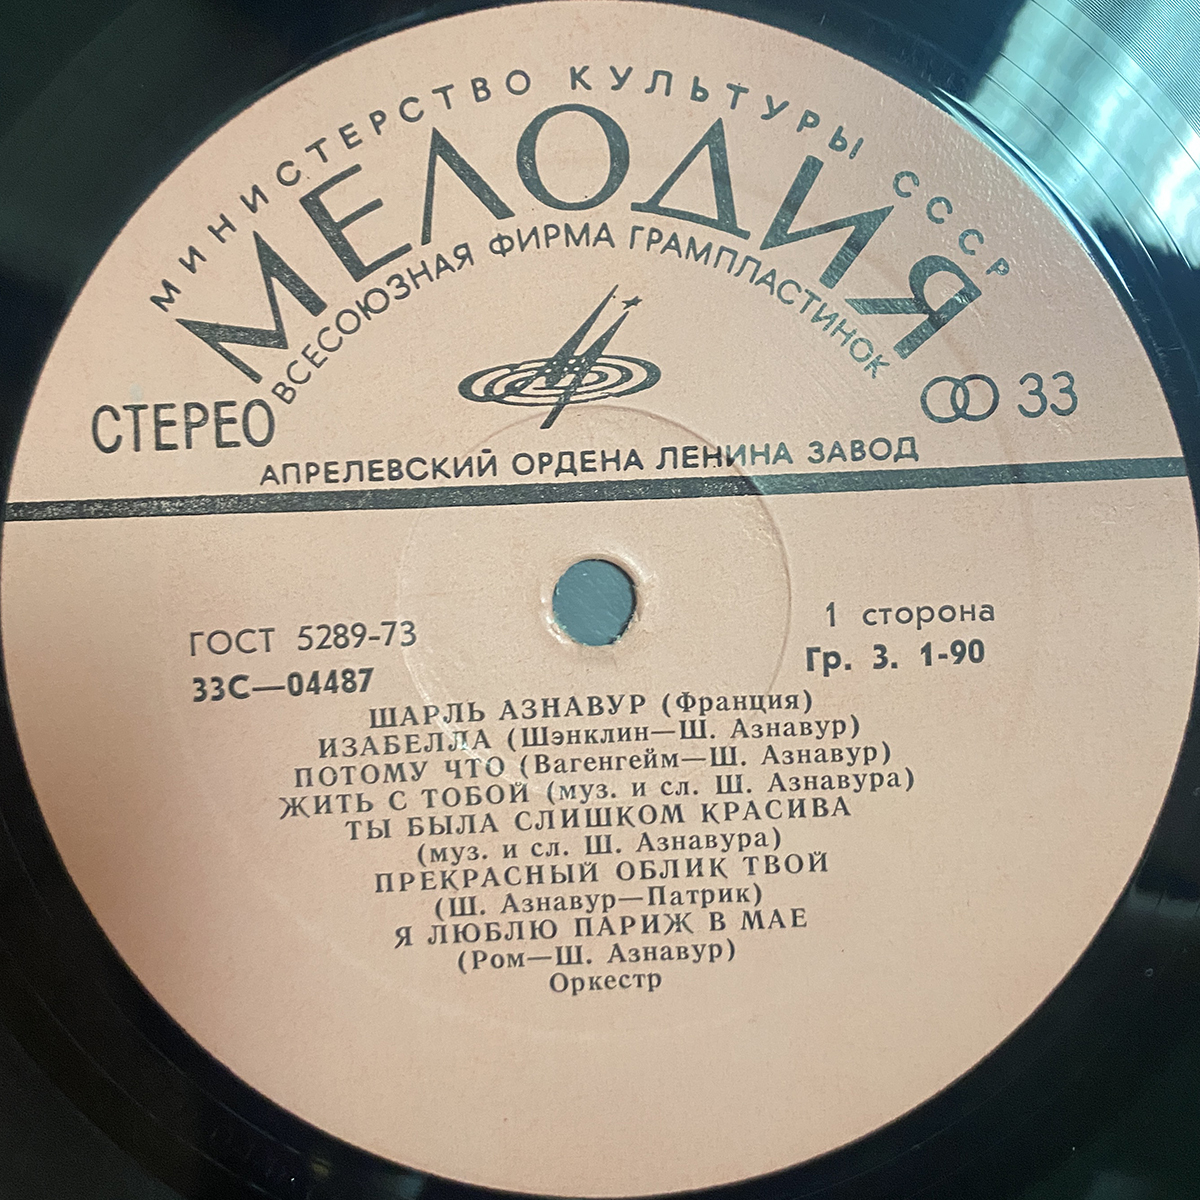 МИНИСТЕРСТВО КУЛЬТУРЫ СССР
МЕЛОДИЯ
ВСЕСОЮЗНАЯ ФИРМА ГРАМПЛАСТИНОК
СТЕРЕО
33
АПРЕЛЕВСКИЙ ОРДЕНА ЛЕНИНА ЗАВОД
ГОСТ 5289-73
33С—04487
1 сторона
Гр. 3. 1-90
ШАРЛЬ АЗНАВУР (Франция)
ИЗАБЕЛЛА (Шэнклин—Ш. Азнавур)
ПОТОМУ ЧТО (Вагенгейм—Ш. Азнавур)
ЖИТЬ С ТОБОЙ (муз. и сл. Ш. Азнавура)
ТЫ БЫЛА СЛИШКОМ КРАСИВА
(муз. и сл. Ш. Азнавура)
ПРЕКРАСНЫЙ ОБЛИК ТВОЙ
(Ш. Азнавур—Патрик)
Я ЛЮБЛЮ ПАРИЖ В МАЕ
(Ром—Ш. Азнавур)
Оркестр